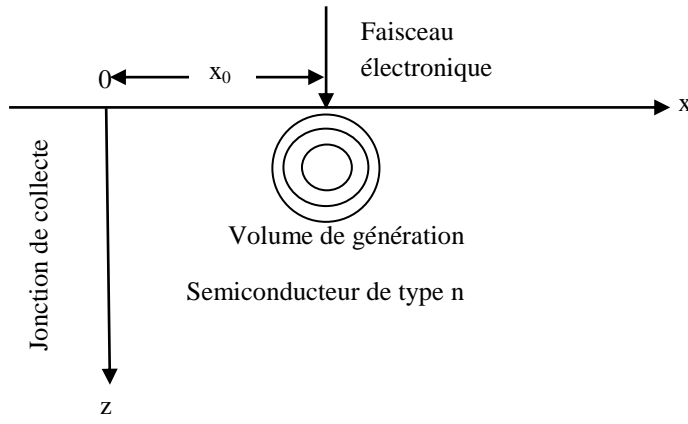 Faisceau
électronique
0
x₀
x
Jonction de collecte
Volume de génération
Semiconducteur de type n
z